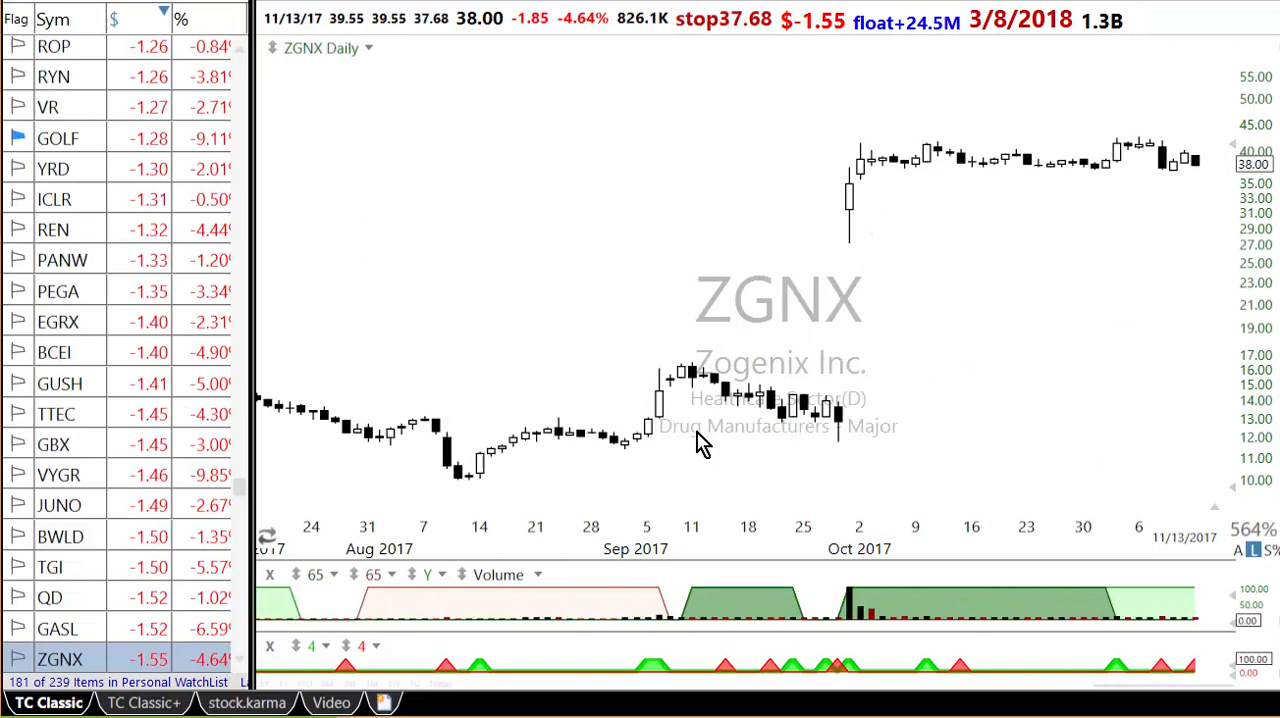 Flag Sym $ %
ROP -1.26 -0.84%
RYN -1.26 -3.81%
VR -1.27 -2.71%
GOLF -1.28 -9.11%
YRD -1.30 -2.01%
ICLR -1.31 -0.50%
REN -1.32 -4.44%
PANW -1.33 -1.20%
PEGA -1.35 -3.34%
EGRX -1.40 -2.31%
BCEI -1.40 -4.90%
GUSH -1.41 -5.00%
TTEC -1.45 -4.30%
GBX -1.45 -3.03%
VYGR -1.46 -9.85%
JUNO -1.49 -2.67%
BWLD -1.50 -1.35%
TGI -1.50 -5.57%
QD -1.52 -1.02%
GASL -1.52 -6.59%
ZGNX -1.55 -4.64%
181 of 239 Items in Personal WatchList
11/13/17 39.55 39.55 37.68 38.00 -1.85 -4.64% 826.1K stop37.68 $-1.55 float+24.5M 3/8/2018 1.3B
ZGNX Daily
55.00
50.00
45.00
40.00
38.00
35.00
33.00
31.00
29.00
27.00
25.00
23.00
21.00
19.00
17.00
16.00
15.00
14.00
13.00
12.00
11.00
10.00
ZGNX
Zogenix Inc.
Healthcare Sector(D)
Drug Manufacturers - Major
24 31 7 14 21 28 5 11 18 25 2 9 16 23 30 6 11/13/2017
2017 Aug 2017 Sep 2017 Oct 2017
564%
A L S%
X 65 65 Y Volume
100.00
50.00
0.00
X 4 4
100.00
0.00
TC Classic TC Classic+ stock.karma Video